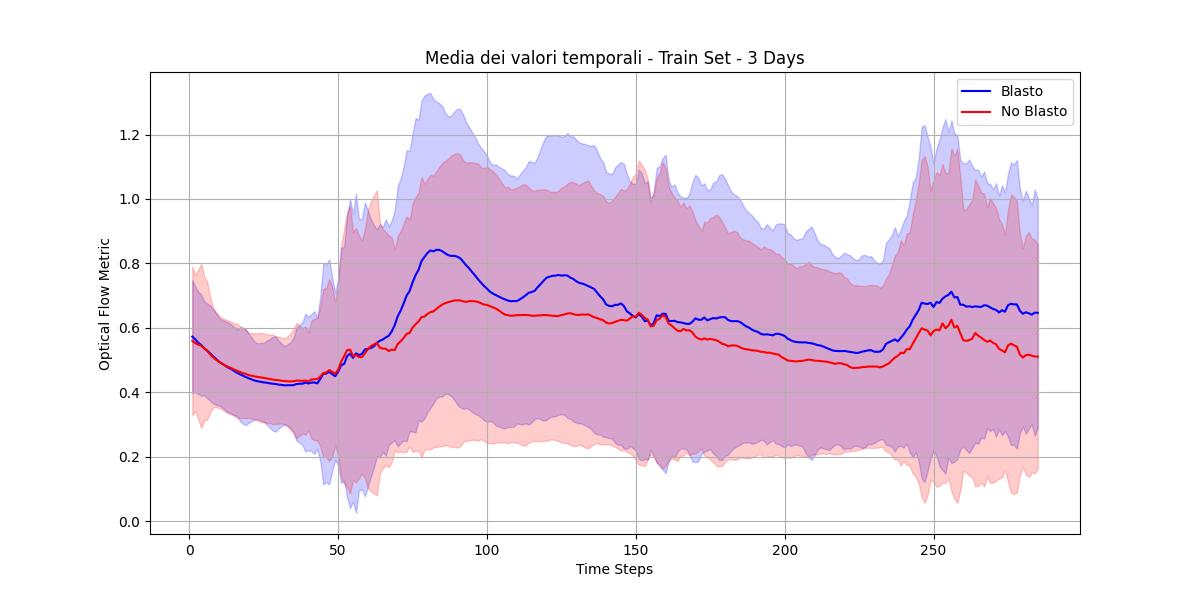 Media dei valori temporali - Train Set - 3 Days
Blasto
No Blasto
Optical Flow Metric
1.2
1.0
0.8
0.6
0.4
0.2
0.0
0 50 100 150 200 250
Time Steps